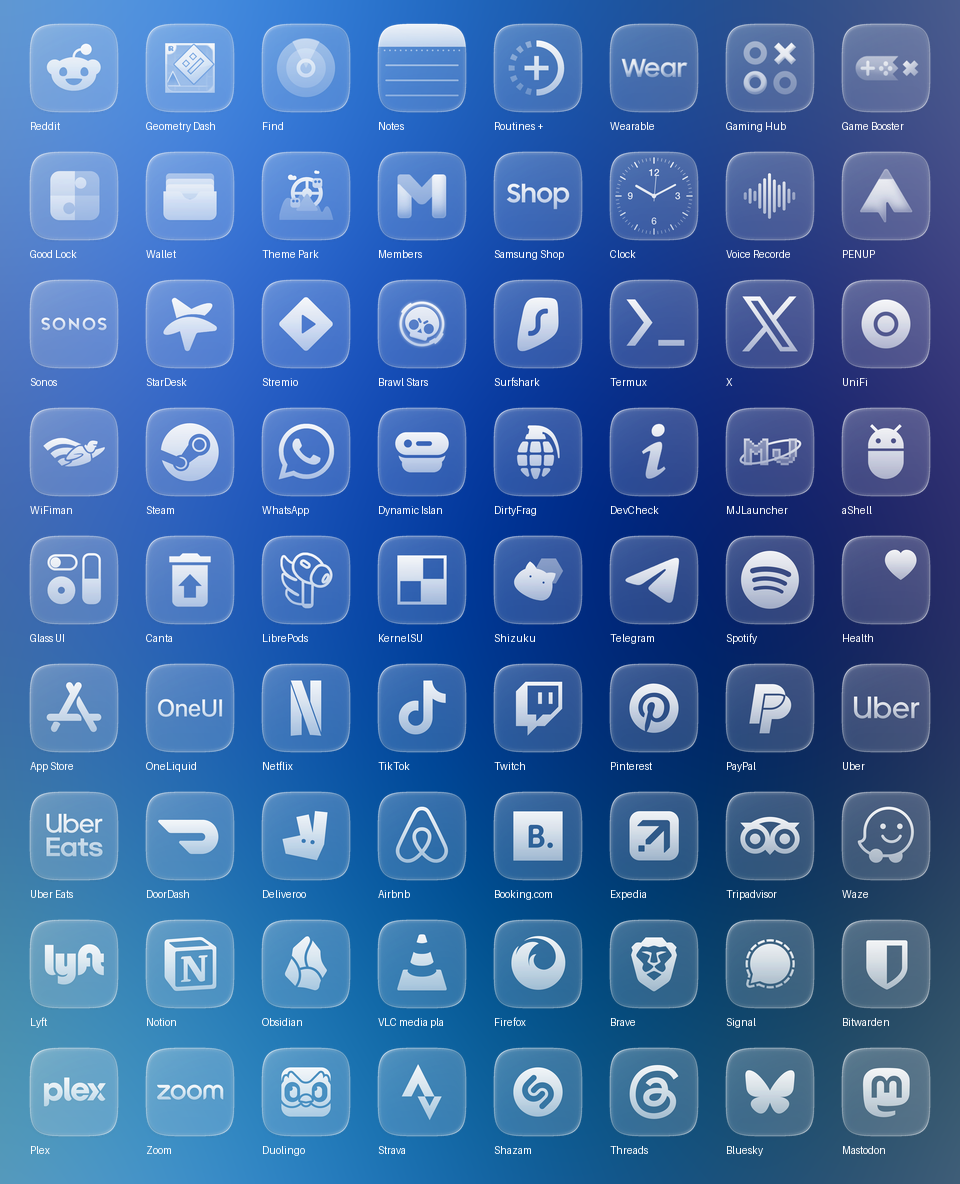 Reddit
Geometry Dash
Find
Notes
Routines +
Wear
Wearable
Gaming Hub
Game Booster
Good Lock
Wallet
Theme Park
Members
Shop
Samsung Shop
12
9
3
6
Clock
Voice Recorde
PENUP
SONOS
Sonos
StarDesk
Stremio
Brawl Stars
Surfshark
Termux
X
UniFi
WiFiman
Steam
WhatsApp
Dynamic Islan
DirtyFrag
DevCheck
MJ
MJLauncher
aShell
Glass UI
Canta
LibrePods
KernelSU
Shizuku
Telegram
Spotify
Health
App Store
OneUI
OneLiquid
N
Netflix
TikTok
Twitch
Pinterest
PayPal
Uber
Uber
Uber
Eats
Uber Eats
DoorDash
Deliveroo
Airbnb
B.
Booking.com
Expedia
Tripadvisor
Waze
lyft
Lyft
N
Notion
Obsidian
VLC media pla
Firefox
Brave
Signal
Bitwarden
plex
Plex
zoom
Zoom
Duolingo
Strava
Shazam
Threads
Bluesky
m
Mastodon